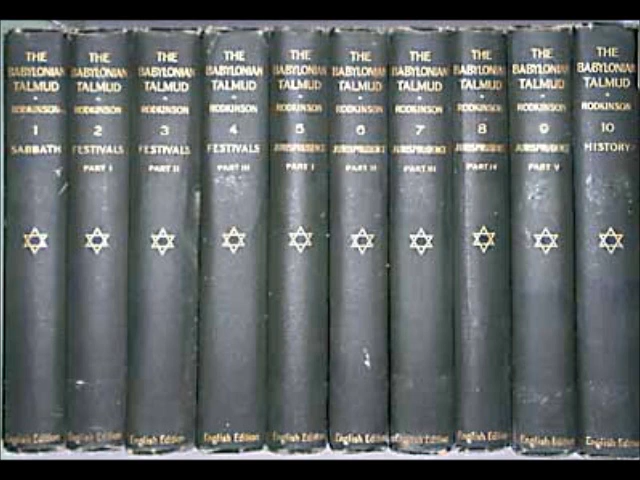 THE
BABYLONIAN
TALMUD
RODKINSON
1
SABBATH
English Edition
THE
BABYLONIAN
TALMUD
RODKINSON
2
FESTIVALS
PART I
English Edition
THE
BABYLONIAN
TALMUD
RODKINSON
3
FESTIVALS
PART II
English Edition
THE
BABYLONIAN
TALMUD
RODKINSON
4
FESTIVALS
PART III
English Edition
THE
BABYLONIAN
TALMUD
RODKINSON
5
JURISPRUDENCE
PART I
English Edition
THE
BABYLONIAN
TALMUD
RODKINSON
6
JURISPRUDENCE
PART II
English Edition
THE
BABYLONIAN
TALMUD
RODKINSON
7
JURISPRUDENCE
PART III
English Edition
THE
BABYLONIAN
TALMUD
RODKINSON
8
JURISPRUDENCE
PART IV
English Edition
THE
BABYLONIAN
TALMUD
RODKINSON
9
JURISPRUDENCE
PART V
English Edition
THE
BABYLONIAN
TALMUD
RODKINSON
10
HISTORY
English Edition